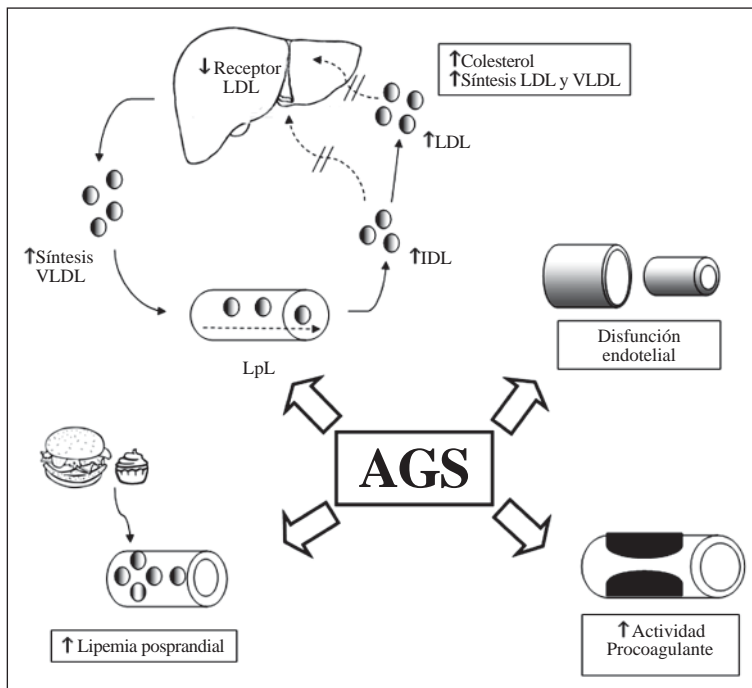 ↓Receptor
LDL
↑Colesterol
↑Síntesis LDL y VLDL
↑LDL
↑Síntesis
VLDL
↑IDL
LpL
Disfunción
endotelial
AGS
↑ Lipemia posprandial
↑ Actividad
Procoagulante